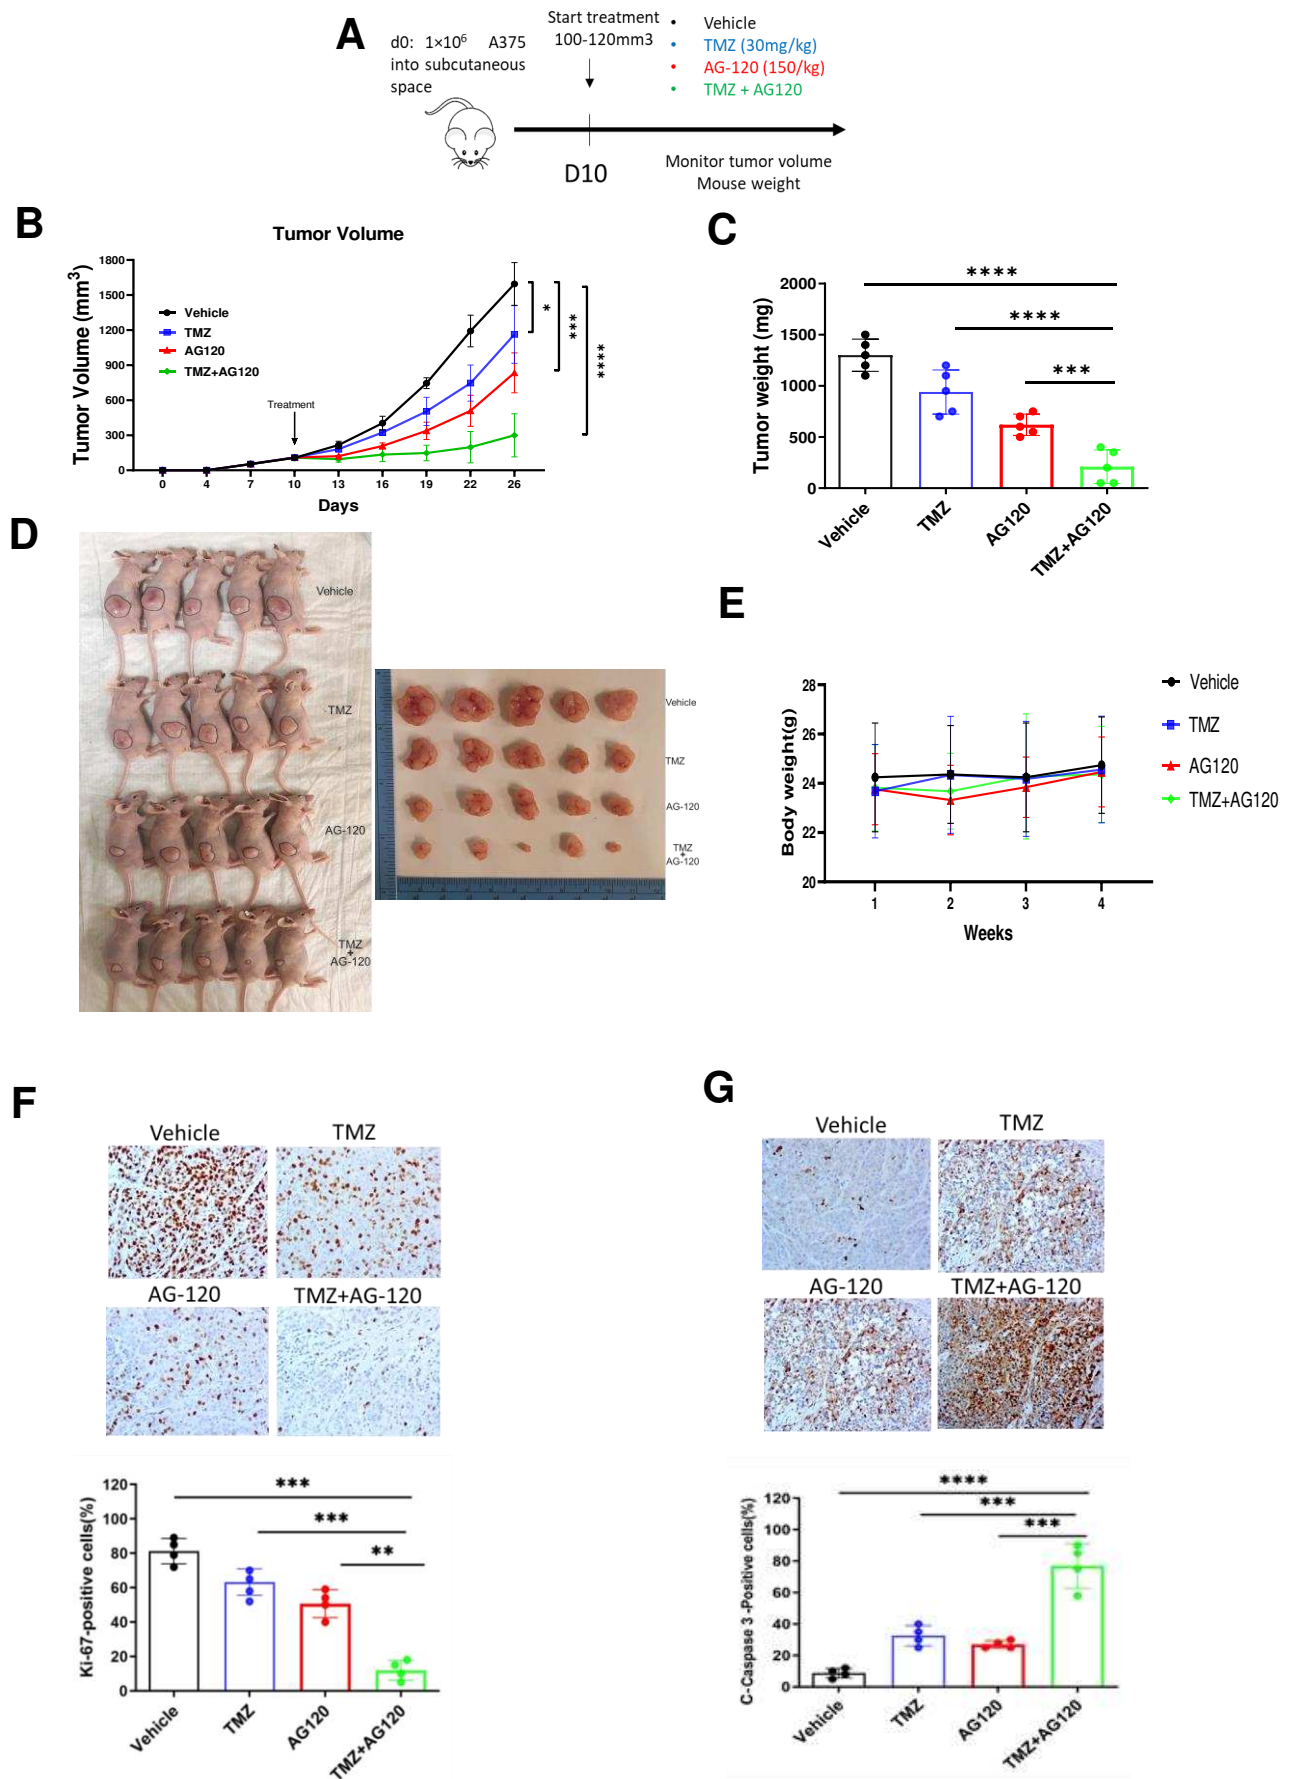 A
d0: 1×10⁶ A375
into subcutaneous
space
Start treatment
100-120mm3
• Vehicle
• TMZ (30mg/kg)
• AG-120 (150/kg)
• TMZ + AG120
D10
Monitor tumor volume
Mouse weight
B
Tumor Volume
Tumor Volume (mm³)
1800
1500
1200
900
600
300
0
Vehicle
TMZ
AG120
TMZ+AG120
Treatment
*
***
****
0 4 7 10 13 16 19 22 26
Days
C
Tumor weight (mg)
2000
1500
1000
500
0
****
****
***
Vehicle
TMZ
AG120
TMZ+AG120
D
Vehicle
TMZ
AG-120
TMZ
+
AG-120
Vehicle
TMZ
AG-120
TMZ
+
AG-120
E
Body weight(g)
28
26
24
22
20
1 2 3 4
Weeks
Vehicle
TMZ
AG120
TMZ+AG120
F
Vehicle TMZ
AG-120 TMZ+AG-120
Ki-67-positive cells(%)
120
100
80
60
40
20
0
***
***
**
Vehicle
TMZ
AG120
TMZ+AG120
G
Vehicle TMZ
AG-120 TMZ+AG-120
C-Caspase 3 -Positive cells(%)
120
100
80
60
40
20
0
****
***
***
Vehicle
TMZ
AG120
TMZ+AG120